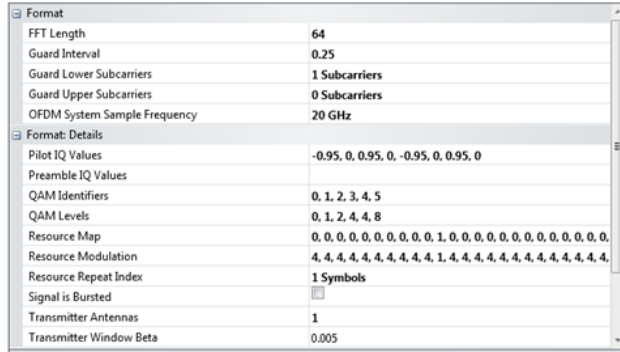 Format
FFT Length 64
Guard Interval 0.25
Guard Lower Subcarriers 1 Subcarriers
Guard Upper Subcarriers 0 Subcarriers
OFDM System Sample Frequency 20 GHz
Format: Details
Pilot IQ Values -0.95, 0, 0.95, 0, -0.95, 0, 0.95, 0
Preamble IQ Values
QAM Identifiers 0, 1, 2, 3, 4, 5
QAM Levels 0, 1, 2, 4, 4, 8
Resource Map 0, 0, 0, 0, 0, 0, 0, 0, 0, 0, 1, 0, 0, 0, 0, 0, 0, 0, 0, 0, 0, 0, 0, 0,
Resource Modulation 4, 4, 4, 4, 4, 4, 4, 4, 4, 4, 1, 4, 4, 4, 4, 4, 4, 4, 4, 4, 4, 4, 4, 4,
Resource Repeat Index 1 Symbols
Signal is Bursted
Transmitter Antennas 1
Transmitter Window Beta 0.005